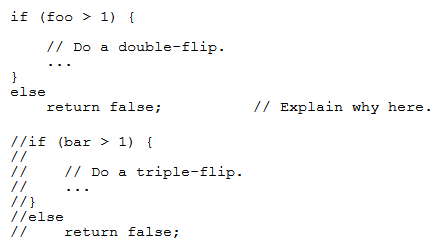 if (foo > 1) {
    // Do a double-flip.
    ...
}
else
    return false;          // Explain why here.
//if (bar > 1) {
//
//    // Do a triple-flip.
//    ...
//}
//else
//    return false;